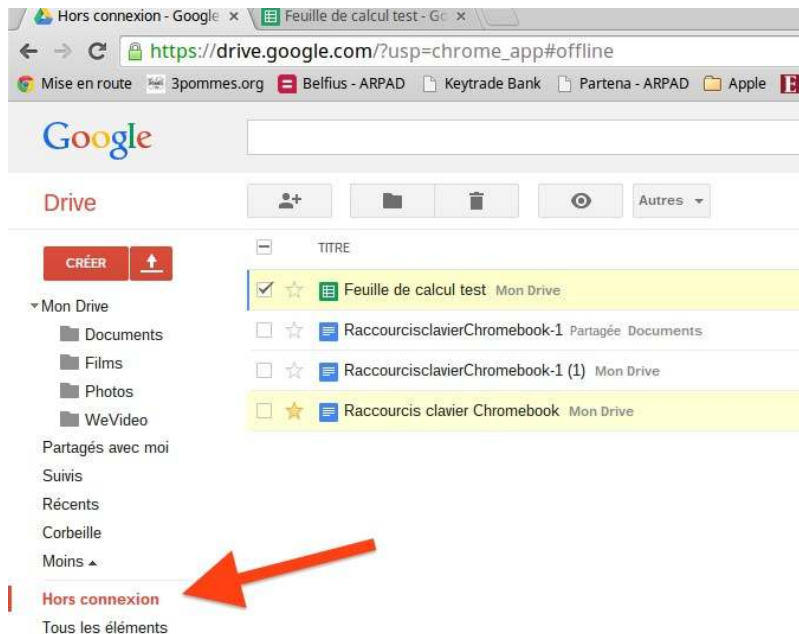 Hors connexion - Google × Feuille de calcul test - Go ×
https://drive.google.com/?usp=chrome_app#offline
Mise en route 3pommes.org Belfius - ARPAD Keytrade Bank Partena - ARPAD Apple
Google
Drive Autres
CRÉER TITRE
Feuille de calcul test Mon Drive
Mon Drive
RaccourcisclavierChromebook-1 Partagée Documents
Documents
Films
RaccourcisclavierChromebook-1 (1) Mon Drive
Photos
Raccourcis clavier Chromebook Mon Drive
WeVideo
Partagés avec moi
Suivis
Récents
Corbeille
Moins
Hors connexion
Tous les éléments